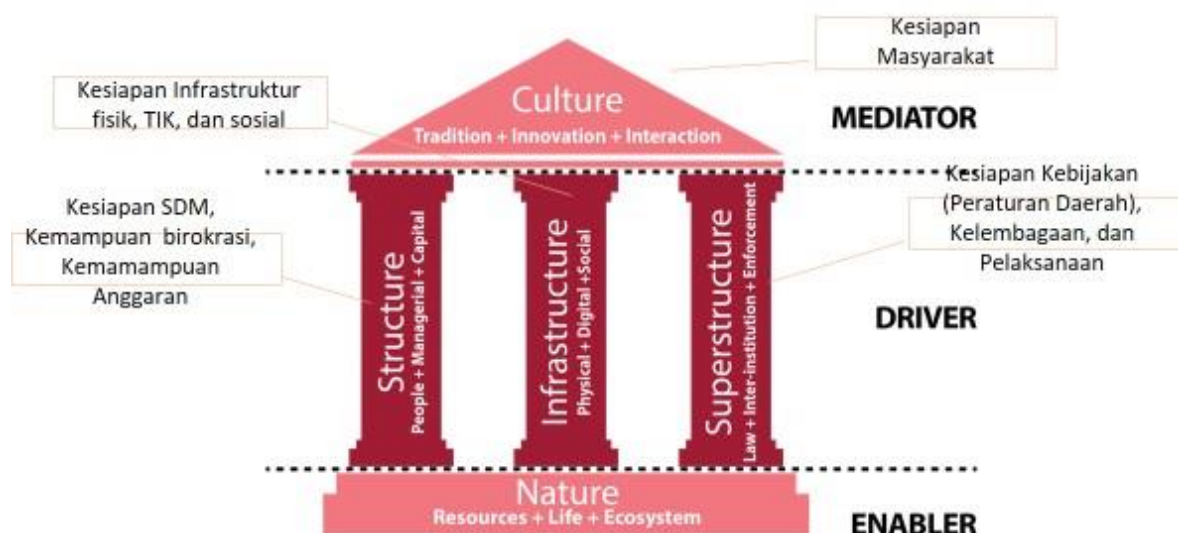 Kesiapan
Masyarakat
Kesiapan Infrastruktur
fisik, TIK, dan sosial
Culture
Tradition + Innovation + Interaction
MEDIATOR
Kesiapan SDM,
Kemampuan birokrasi,
Kemamampuan
Anggaran
Kesiapan Kebijakan
(Peraturan Daerah),
Kelembagaan, dan
Pelaksanaan
Structure
People + Managerial + Capital
Infrastructure
Physical + Digital +Social
Superstructure
Law + Inter-institution + Enforcement
DRIVER
Nature
Resources + Life + Ecosystem
ENABLER